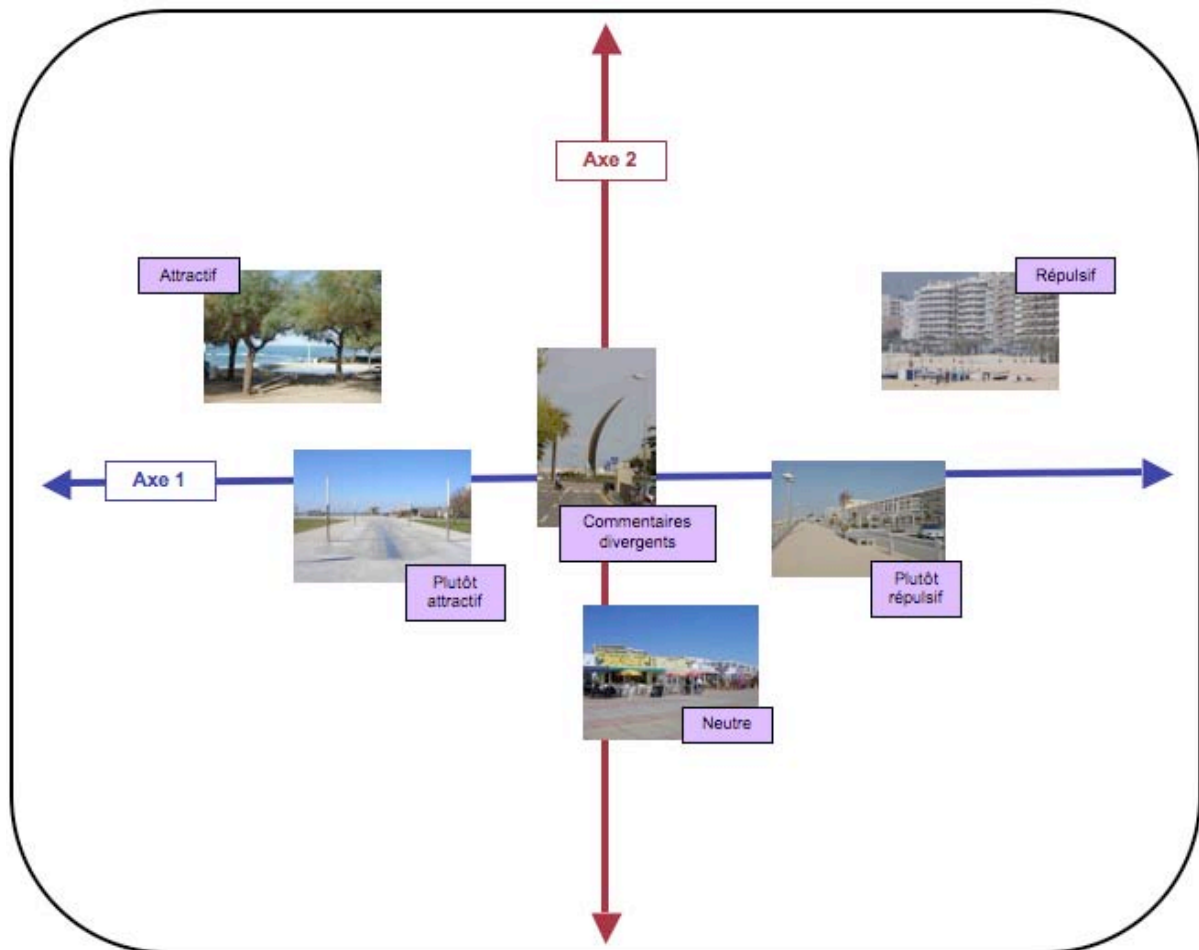 Axe 2
Attractif
Répulsif
Axe 1
Commentaires
divergents
Plutôt
attractif
Plutôt
répulsif
Neutre